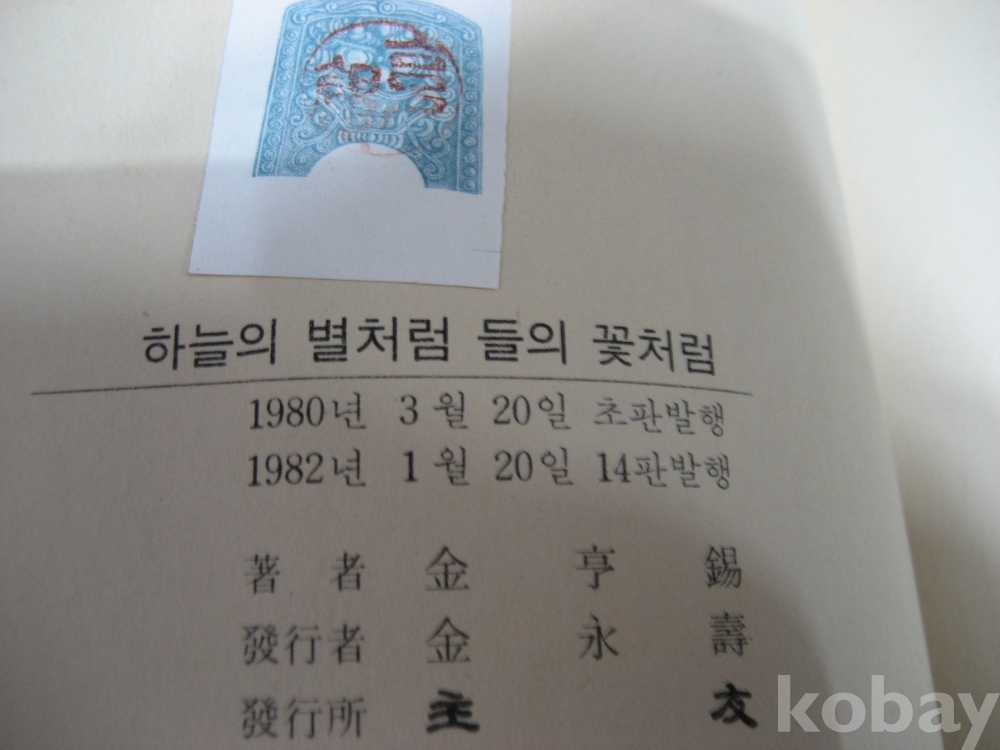 하늘의 별처럼 들의 꽃처럼
1980년 3월 20일 초판발행
1982년 1월 20일 14판발행
著者 金亨錫
發行者 金永壽
發行所 主友
kobay